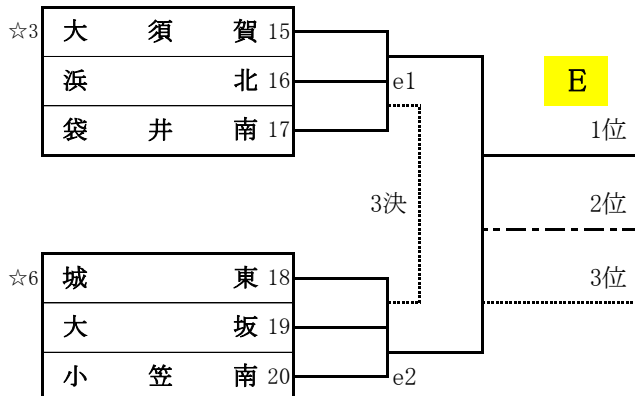 ☆3 大須賀 15
浜北 16 e1 E
袋井南 17 1位
3決 2位
☆6 城東 18 3位
大坂 19
小笠南 20 e2